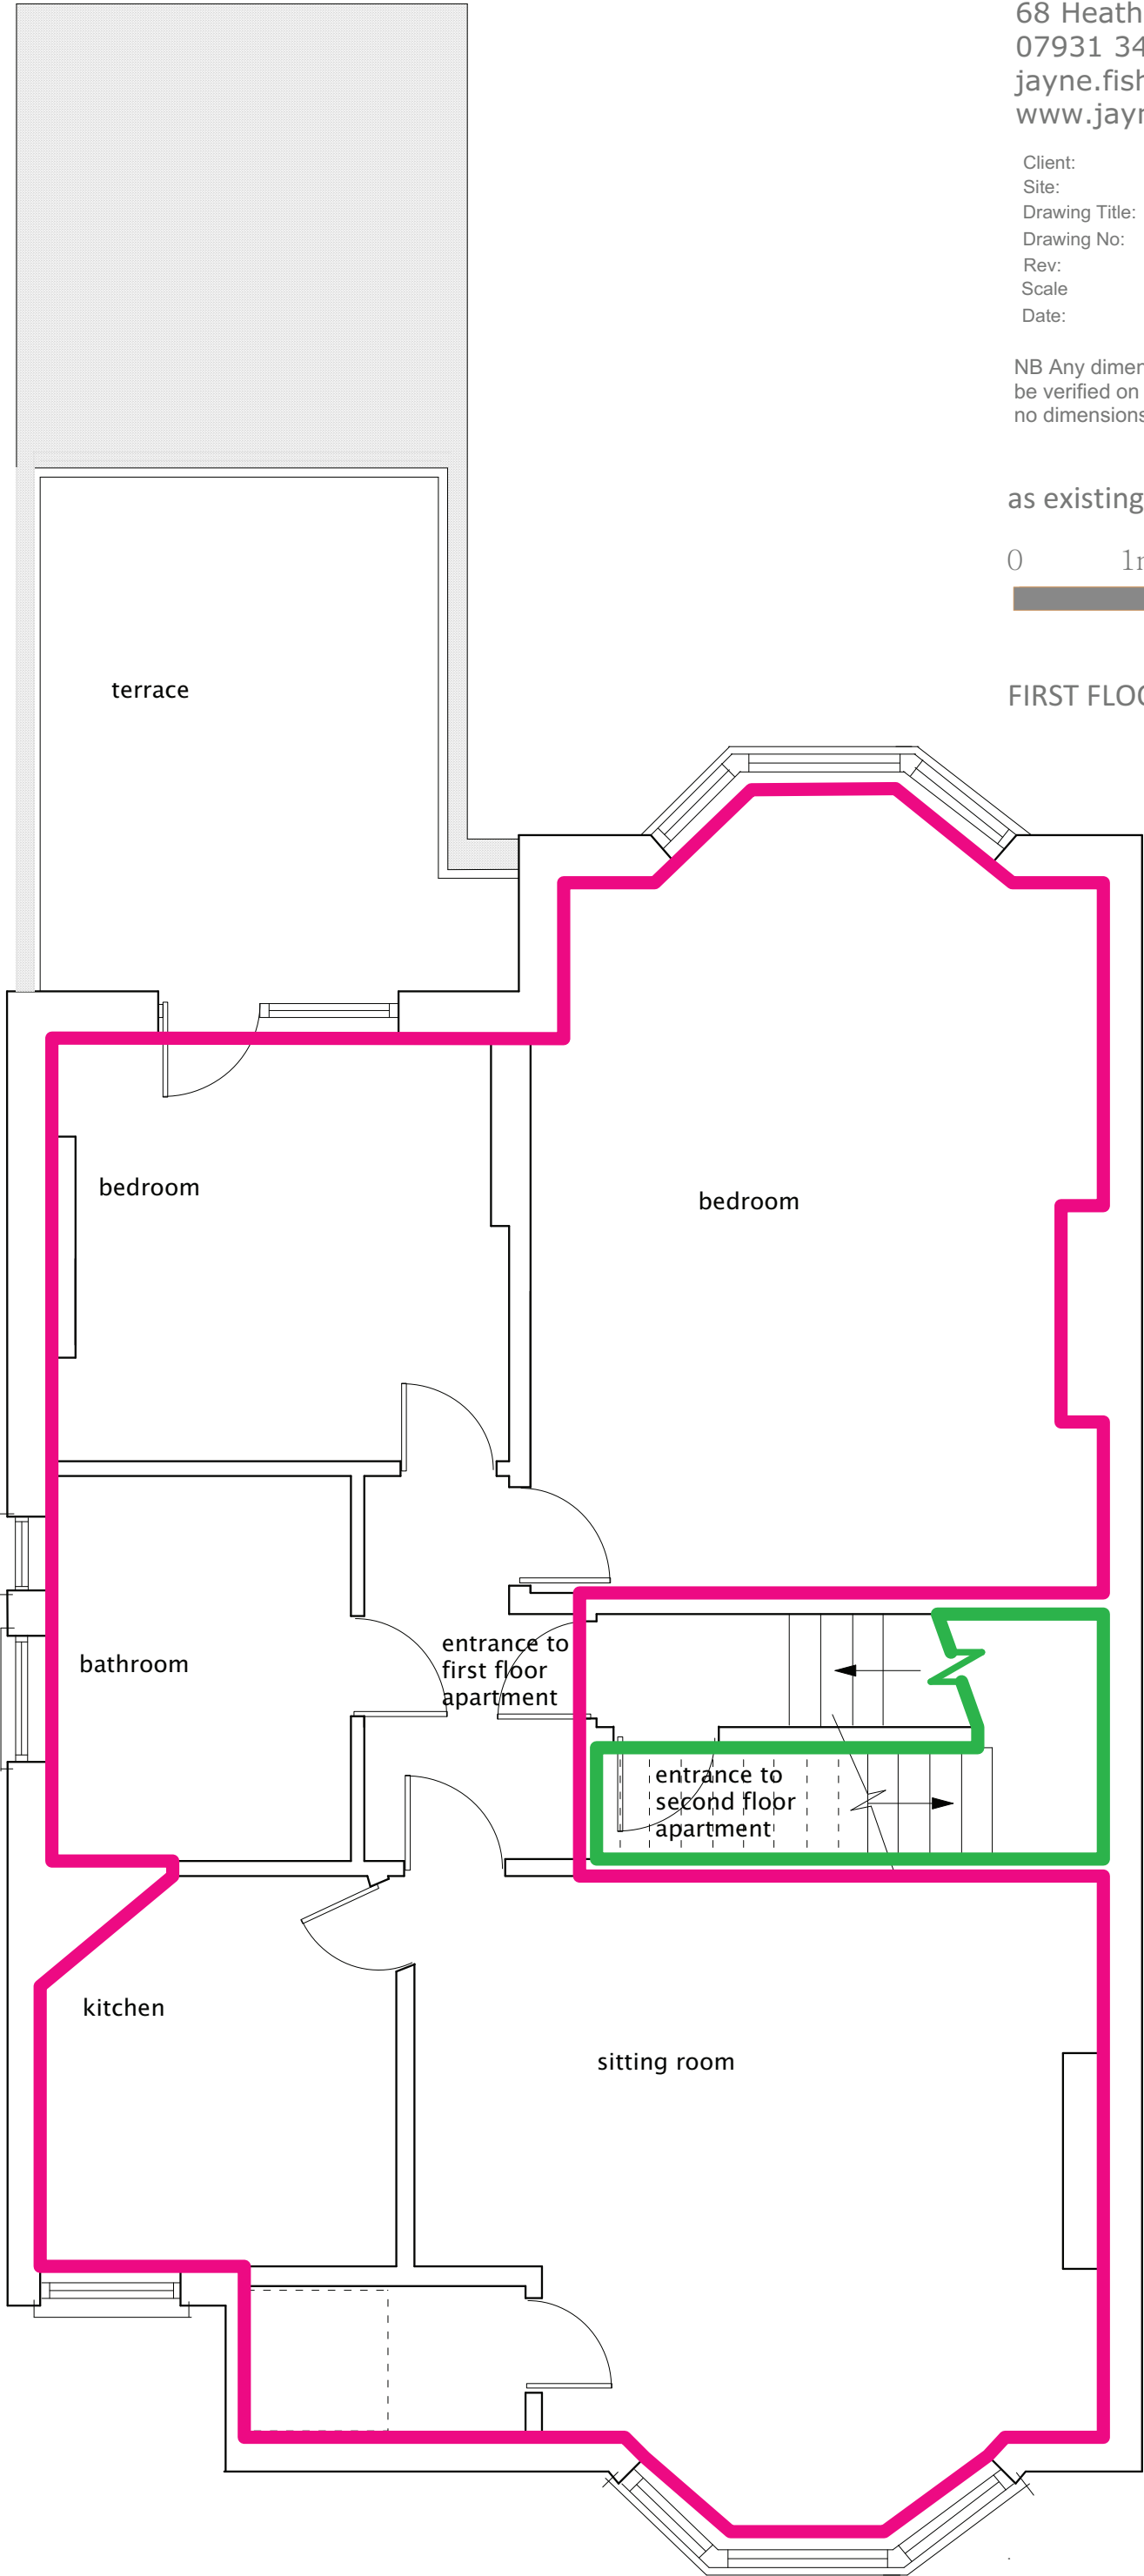 68 Heath
07931 34
jayne.fish
www.jayn
Client:
Site:
Drawing Title:
Drawing No:
Rev:
Scale
Date:
NB Any dimen
be verified on
no dimensions
as existing
0 1m
FIRST FLOO
terrace
bedroom
bedroom
bathroom
entrance to
first floor
apartment
entrance to
second floor
apartment
kitchen
sitting room